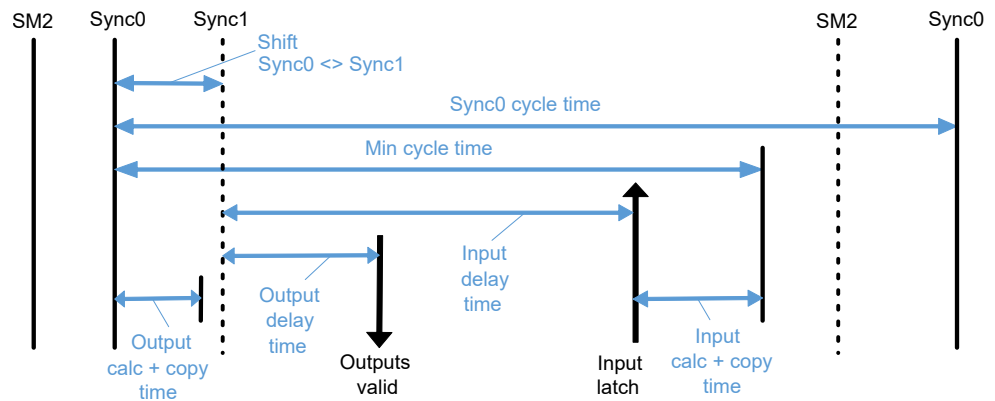 SM2
Sync0
Sync1
SM2
Sync0
Shift
Sync0 <> Sync1
Sync0 cycle time
Min cycle time
Input
delay
time
Output
delay
time
Output
calc + copy
time
Outputs
valid
Input
latch
Input
calc + copy
time